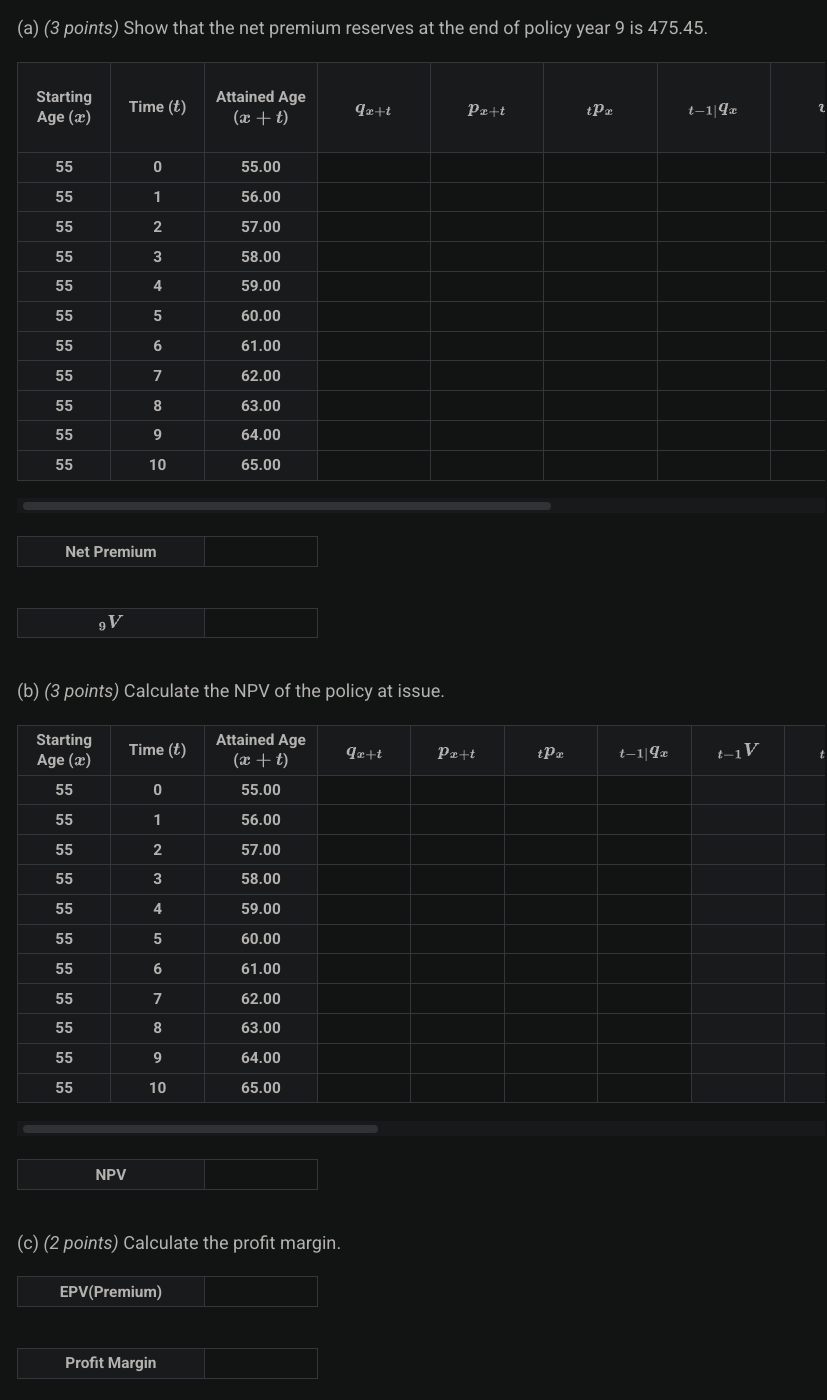 (a) (3 points) Show that the net premium reserves at the end of policy year 9 is 475.45.
Starting Age (x) Time (t) Attained Age (x + t) q_{x+t} p_{x+t} _tp_x _{t−1|}q_x
55 0 55.00
55 1 56.00
55 2 57.00
55 3 58.00
55 4 59.00
55 5 60.00
55 6 61.00
55 7 62.00
55 8 63.00
55 9 64.00
55 10 65.00
Net Premium
_9V
(b) (3 points) Calculate the NPV of the policy at issue.
Starting Age (x) Time (t) Attained Age (x + t) q_{x+t} p_{x+t} _tp_x _{t−1|}q_x _{t−1}V
55 0 55.00
55 1 56.00
55 2 57.00
55 3 58.00
55 4 59.00
55 5 60.00
55 6 61.00
55 7 62.00
55 8 63.00
55 9 64.00
55 10 65.00
NPV
(c) (2 points) Calculate the profit margin.
EPV(Premium)
Profit Margin